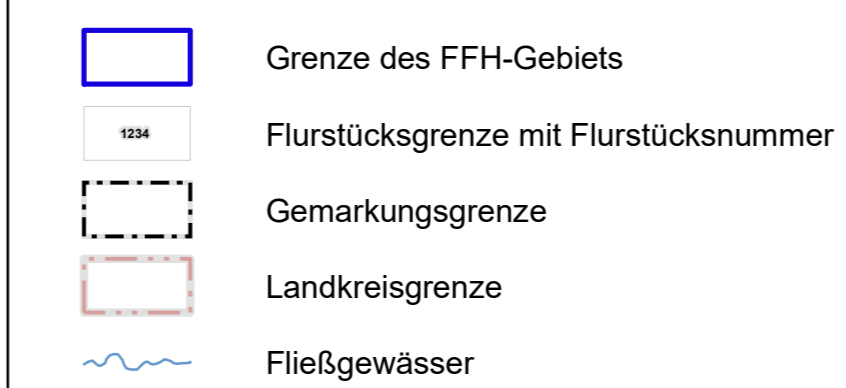 Grenze des FFH-Gebiets
1234
Flurstücksgrenze mit Flurstücksnummer
Gemarkungsgrenze
Landkreisgrenze
Fließgewässer